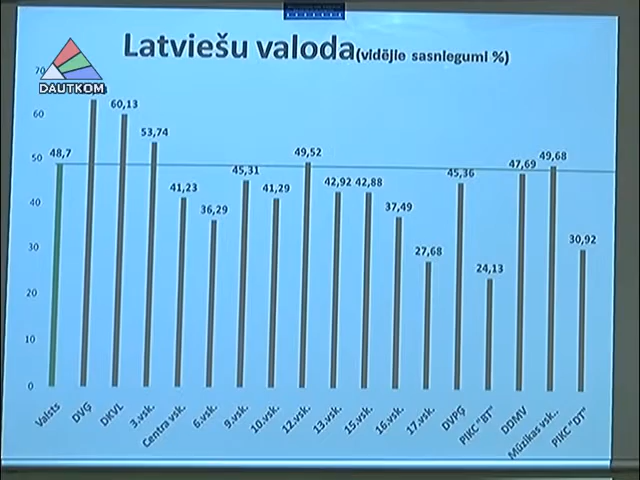 Latviešu valoda(vidējie sasniegumi %)
DAUTKOM
70
60
50
40
30
20
10
0
48,7
60,13
53,74
41,23
36,29
45,31
41,29
49,52
42,92
42,88
37,49
27,68
45,36
24,13
47,69
49,68
30,92
Valsts
DVĢ
DKVL
3.vsk.
Centra vsk.
6.vsk.
9.vsk.
10.vsk.
12.vsk.
13.vsk.
15.vsk.
16.vsk.
17.vsk.
DVPĢ
PIKC "BT"
DDMV
Mūzikas vsk..
PIKC "DT"